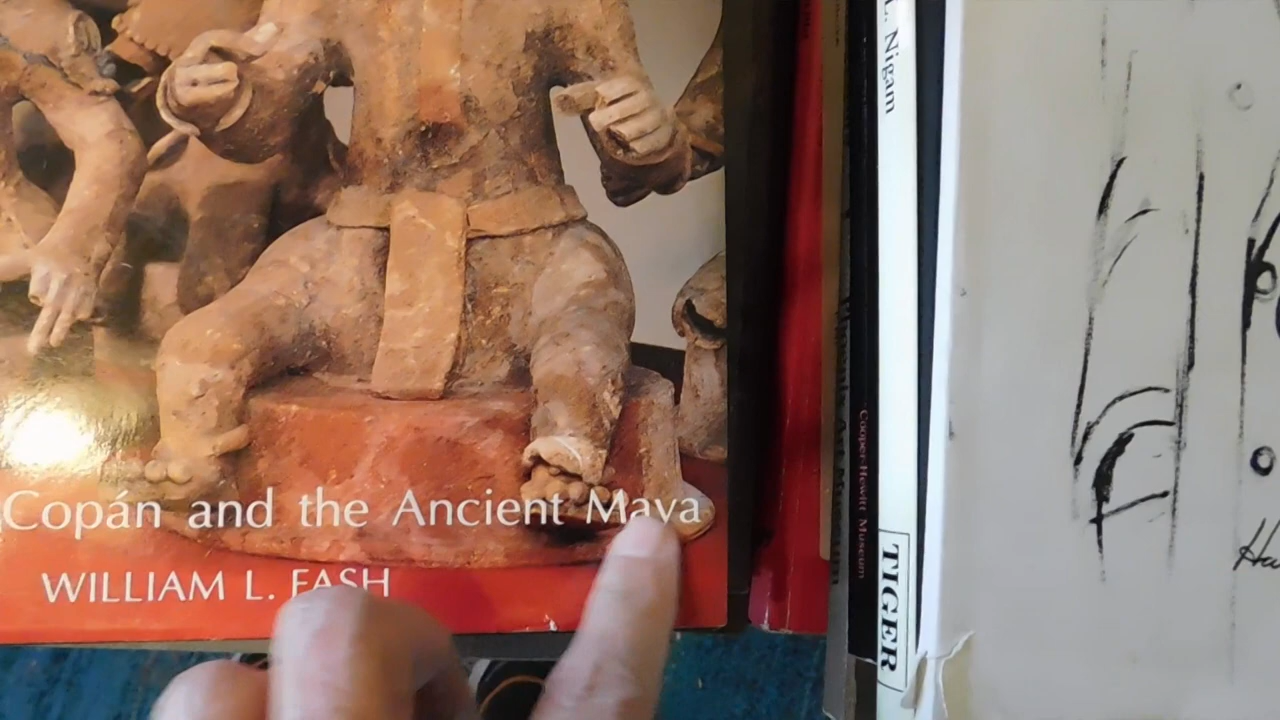 Copán and the Ancient Maya
WILLIAM L. FASH
L. Nigam
Cooper-Hewitt Museum
TIGER